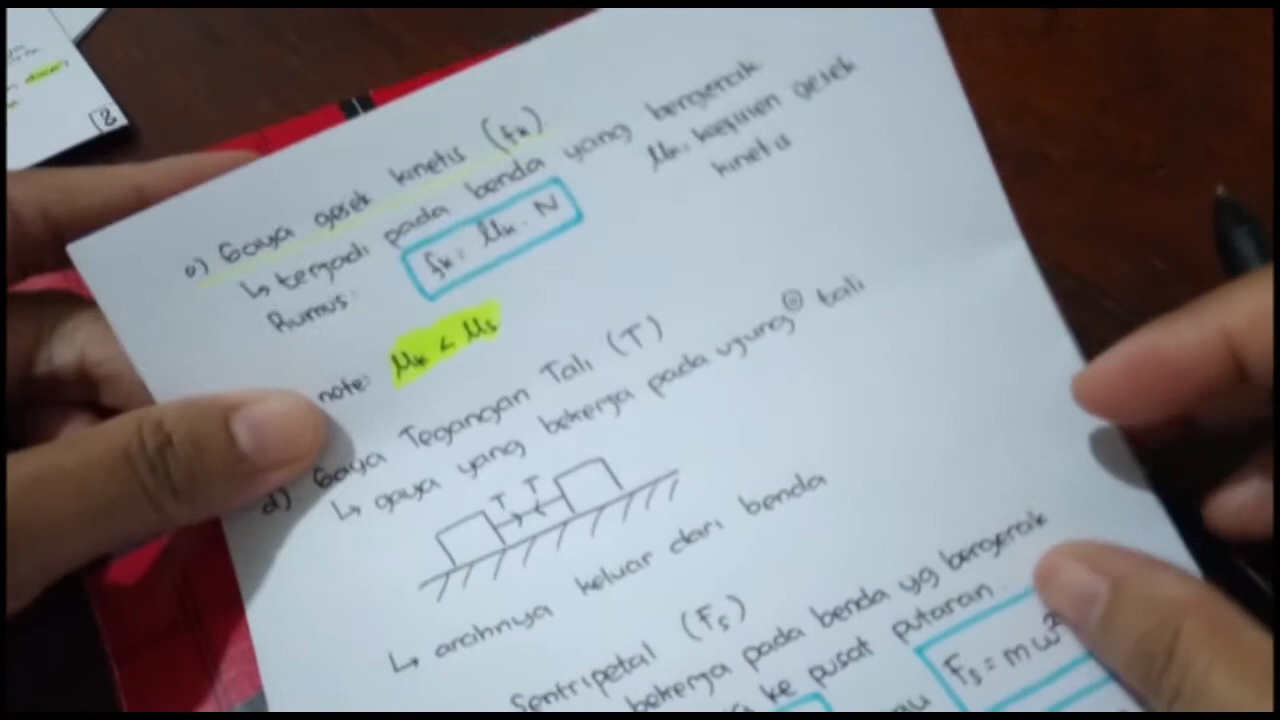 o) Gaya gesek kinetis (fk)
↳ terjadi pada benda yang bergerak
Rumus: fk = μk . N
μk: koefisien gesek
kinetis
note: μk < μs
d) Gaya Tegangan Tali (T)
↳ gaya yang bekerja pada ujung² tali
T T
↳ arahnya keluar dari benda
Sentripetal (Fs)
bekerja pada benda yg bergerak
ke pusat putaran.
Fs = m ω²
8